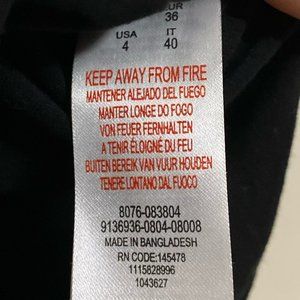 EUR
36
USA
IT
4
40
KEEP AWAY FROM FIRE
MANTENER ALEJADO DEL FUEGO
MANTER LONGE DO FOGO
VON FEUER FERNHALTEN
A TENIR ÉLOIGNÉ DU FEU
BUITEN BEREIK VAN VUUR HOUDEN
TENERE LONTANO DAL FUOCO
8076-083804
9136936-0804-08008
MADE IN BANGLADESH
RN CODE:145478
1115828996
1043627